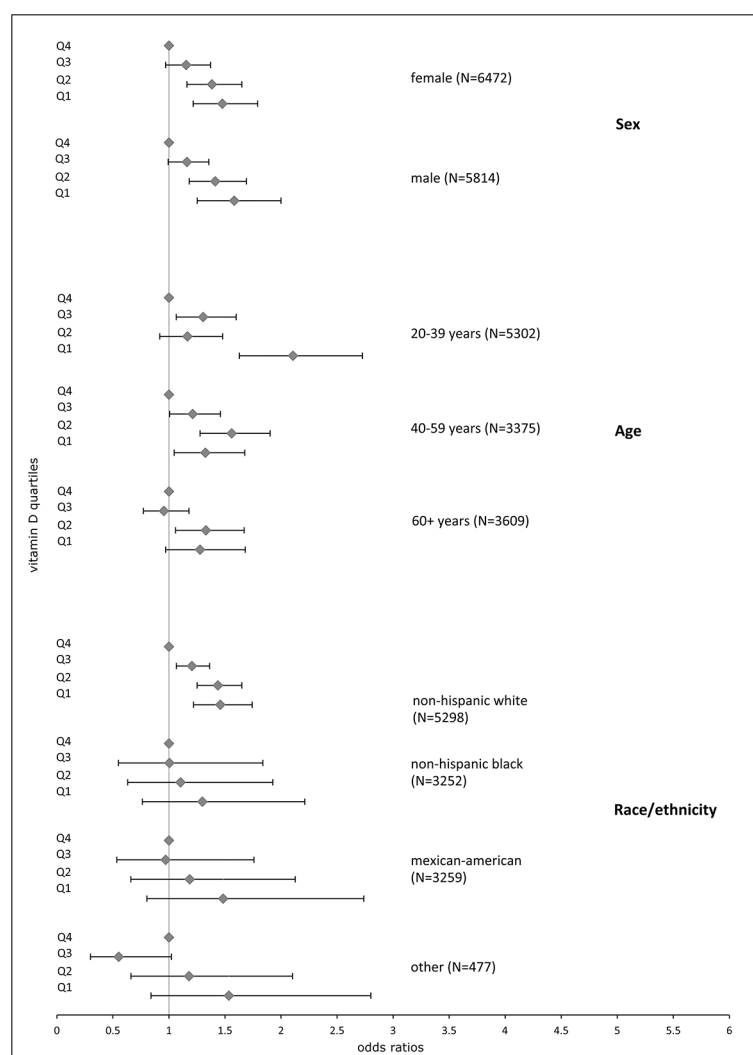 Q4
Q3
Q2
Q1
female (N=6472)
Sex
Q4
Q3
Q2
Q1
male (N=5814)
Q4
Q3
Q2
Q1
20-39 years (N=5302)
Q4
Q3
Q2
Q1
40-59 years (N=3375)
Age
vitamin D quartiles
Q4
Q3
Q2
Q1
60+ years (N=3609)
Q4
Q3
Q2
Q1
non-hispanic white
(N=5298)
Q4
Q3
Q2
Q1
non-hispanic black
(N=3252)
Race/ethnicity
Q4
Q3
Q2
Q1
mexican-american
(N=3259)
Q4
Q3
Q2
Q1
other (N=477)
0 0.5 1 1.5 2 2.5 3 3.5 4 4.5 5 5.5 6
odds ratios